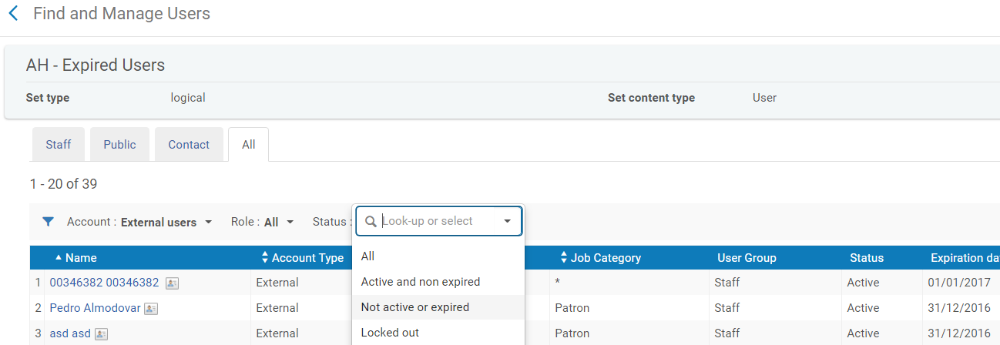 Find and Manage Users
AH - Expired Users
Set type logical Set content type User
Staff Public Contact All
1 - 20 of 39
Account : External users Role : All Status : Look-up or select
All
Active and non expired
Not active or expired
Locked out
Name Account Type Job Category User Group Status Expiration da
1 00346382 00346382 External * Staff Active 01/01/2017
2 Pedro Almodovar External Patron Staff Active 31/12/2016
3 asd asd External Patron Staff Active 31/12/2016